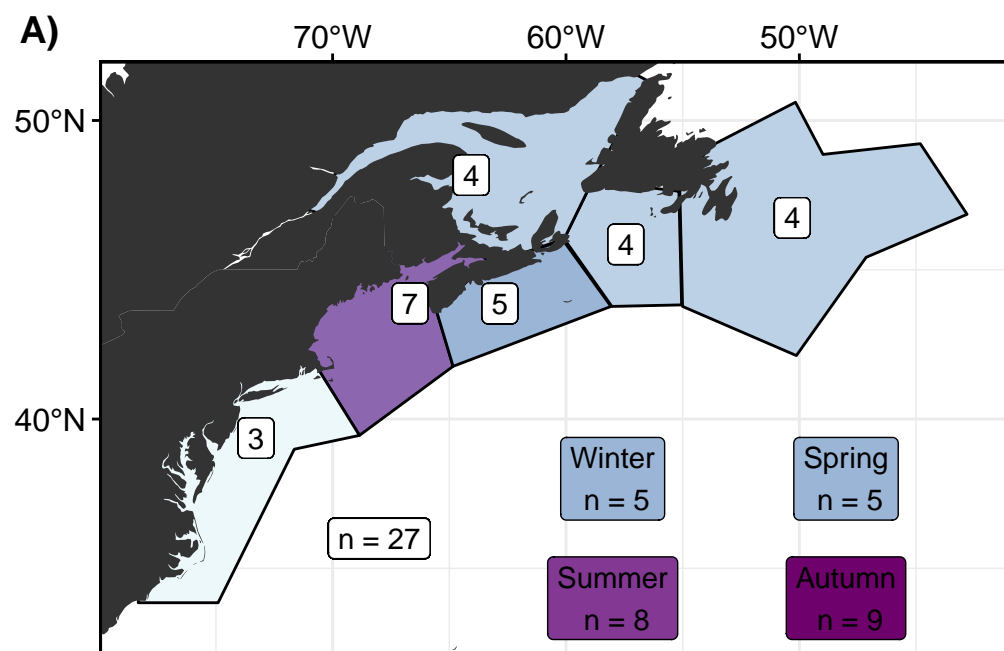 A)
70°W 60°W 50°W
50°N
40°N
4
4
4
7
5
3
n = 27
Winter
n = 5
Spring
n = 5
Summer
n = 8
Autumn
n = 9